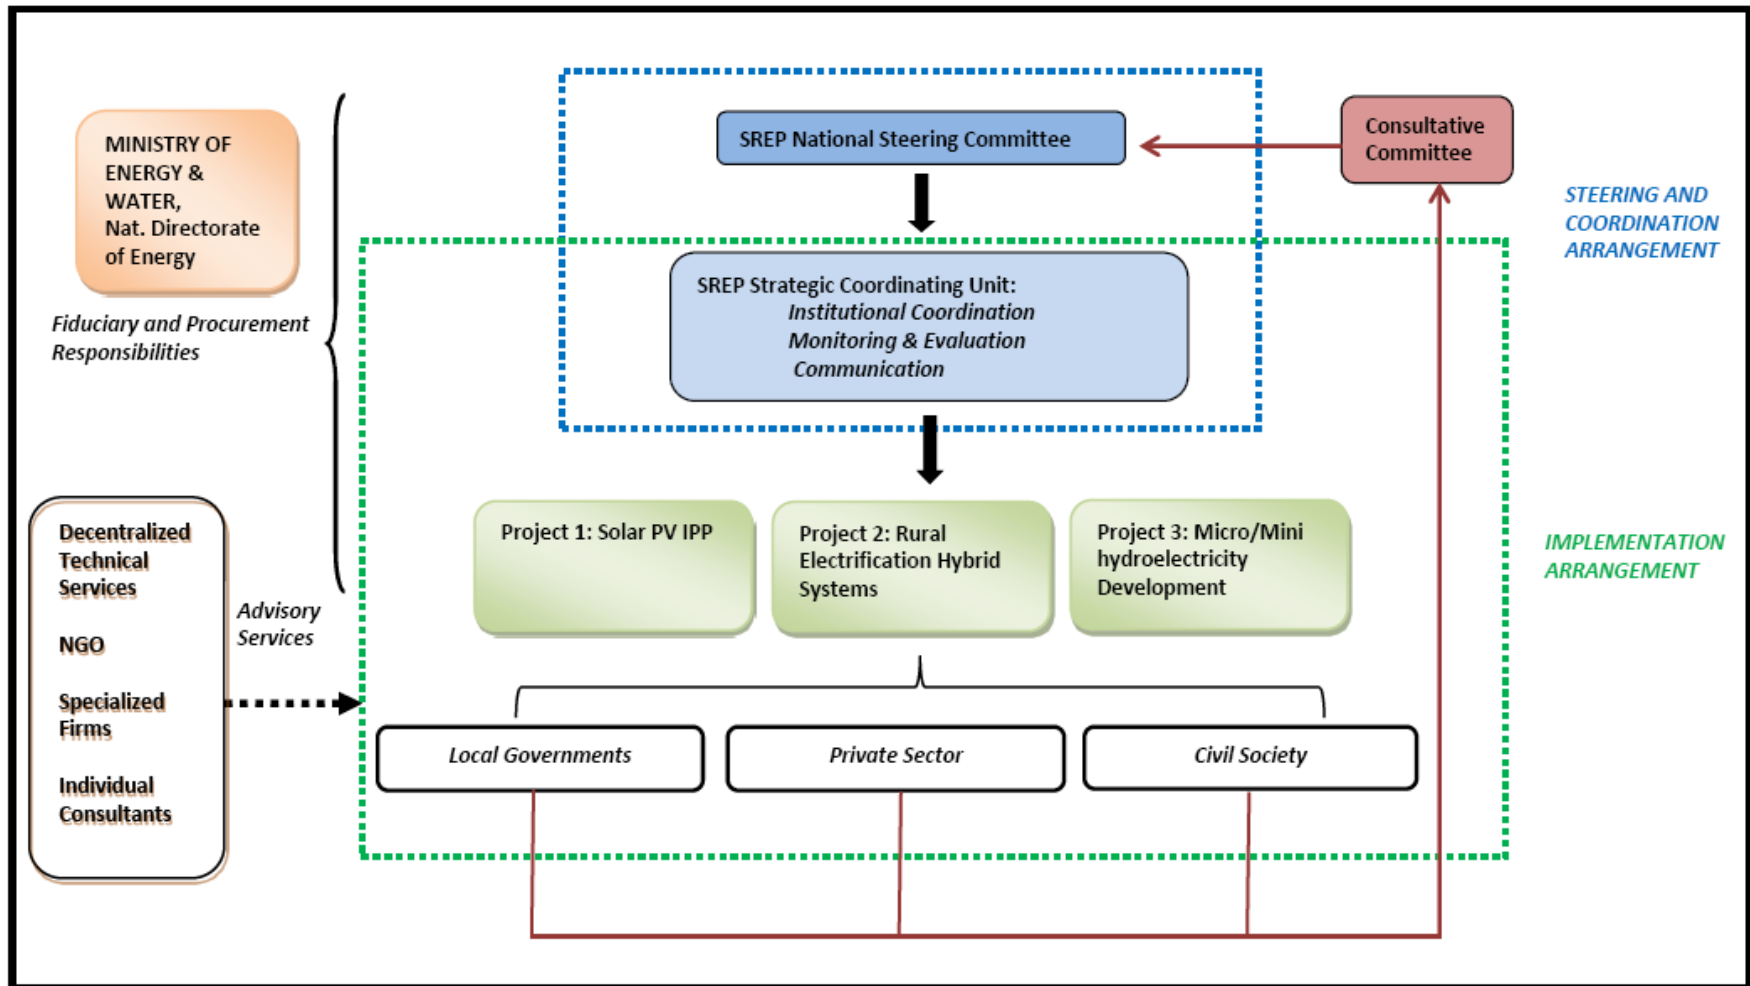 MINISTRY OF
ENERGY &
WATER,
Nat. Directorate
of Energy
Fiduciary and Procurement
Responsibilities
SREP National Steering Committee
Consultative
Committee
STEERING AND
COORDINATION
ARRANGEMENT
SREP Strategic Coordinating Unit:
Institutional Coordination
Monitoring & Evaluation
Communication
Decentralized
Technical
Services
NGO
Specialized
Firms
Individual
Consultants
Advisory
Services
Project 1: Solar PV IPP
Project 2: Rural
Electrification Hybrid
Systems
Project 3: Micro/Mini
hydroelectricity
Development
IMPLEMENTATION
ARRANGEMENT
Local Governments
Private Sector
Civil Society